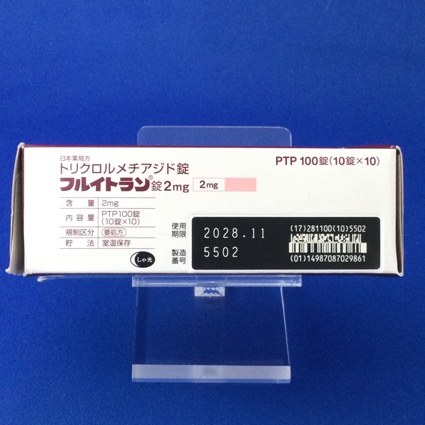 日本薬局方
トリクロルメチアジド錠
フルイトラン®錠2mg 2mg
PTP 100錠(10錠×10)
含量 2mg
内容量 PTP100錠
(10錠×10)
規制区分 要処方
貯法 室温保存
しゃ光
使用
期限
2028.11
製造
番号
5502
(17)281100(10)5502
(01)14987087029861